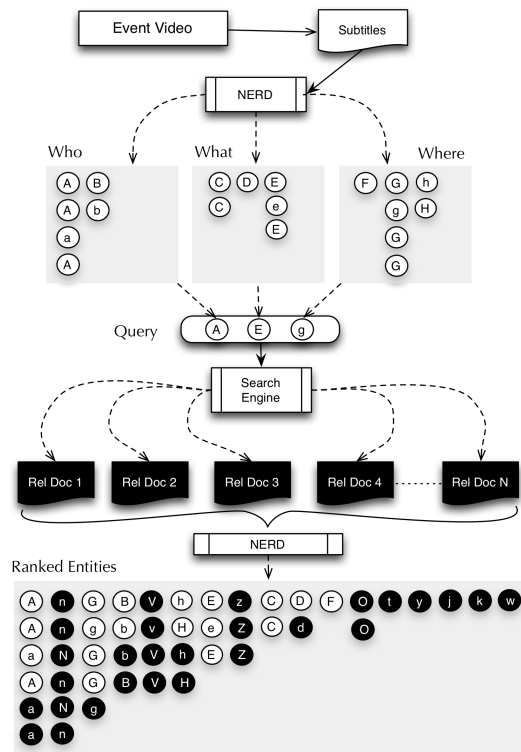 Event Video
Subtitles
NERD
Who
What
Where
A B
A b
a
A
C D E
C e
E
F G h
g H
G
G
Query
A E g
Search
Engine
Rel Doc 1
Rel Doc 2
Rel Doc 3
Rel Doc 4
Rel Doc N
NERD
Ranked Entities
A n G B V h E z C D F O t y j k w
A n g b v H e Z C d O
a N G b V h E Z
A n G B V H
a N g
a n